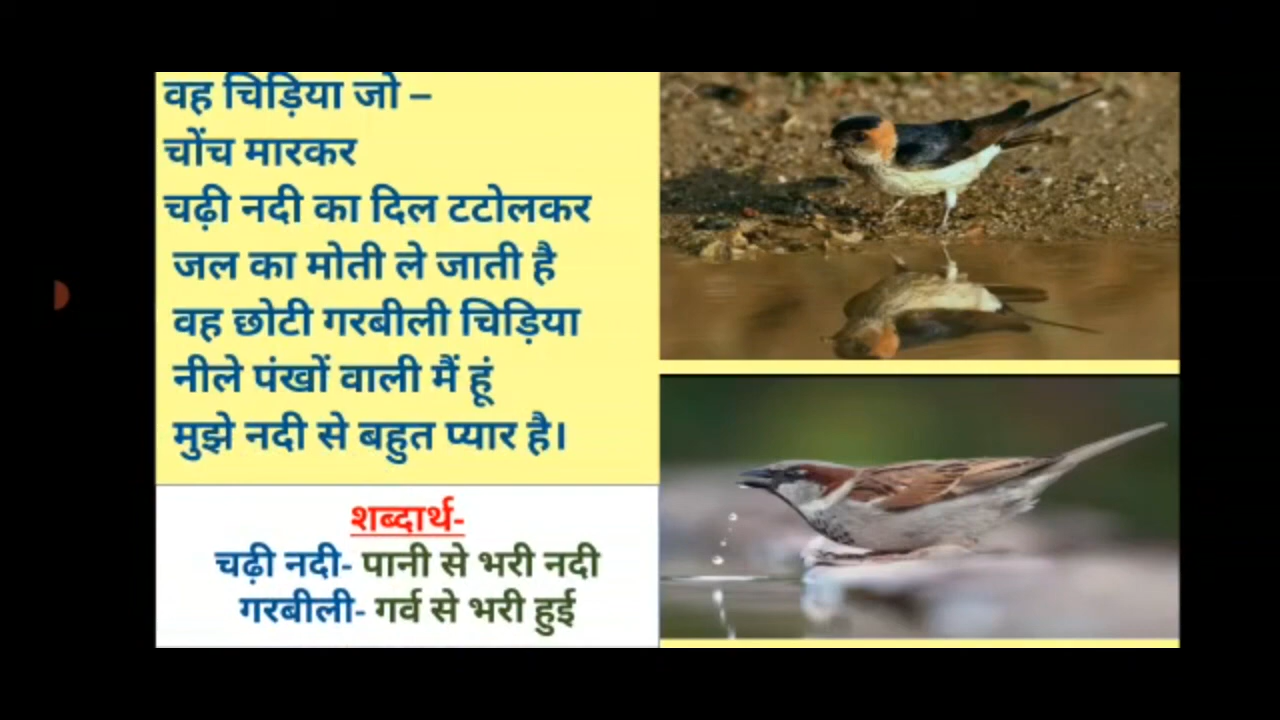 वह चिड़िया जो –
चोंच मारकर
चढ़ी नदी का दिल टटोलकर
जल का मोती ले जाती है
वह छोटी गरबीली चिड़िया
नीले पंखों वाली मैं हूं
मुझे नदी से बहुत प्यार है।
शब्दार्थ-
चढ़ी नदी- पानी से भरी नदी
गरबीली- गर्व से भरी हुई